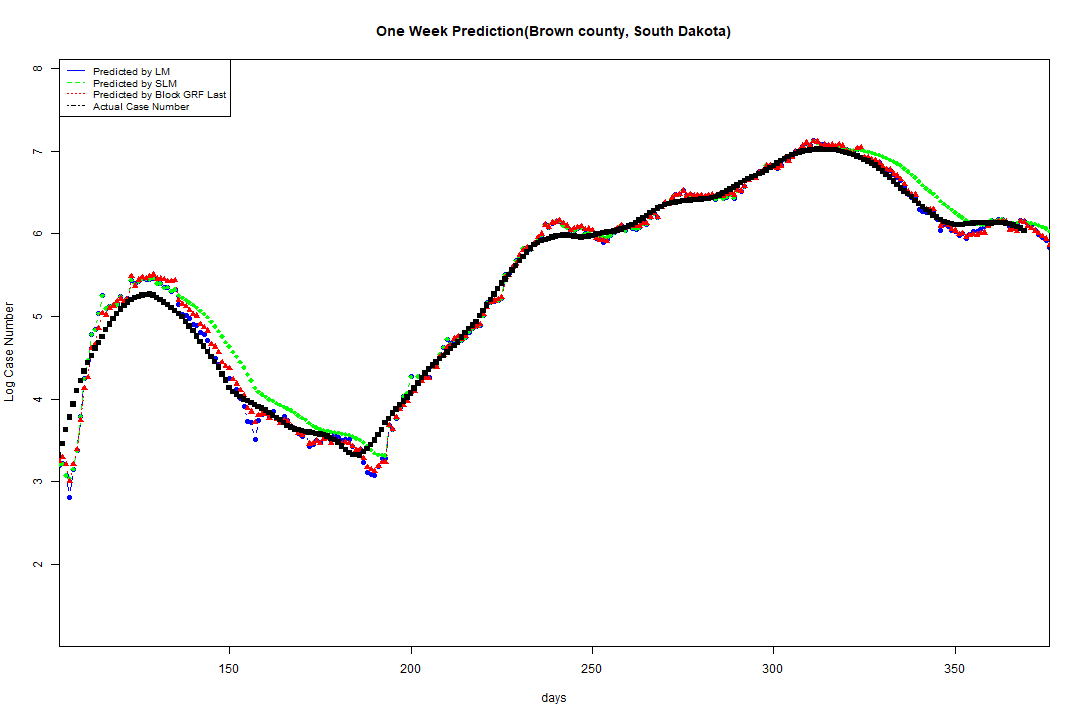 One Week Prediction(Brown county, South Dakota)
Predicted by LM
Predicted by SLM
Predicted by Block GRF Last
Actual Case Number
8
7
6
5
4
3
2
Log Case Number
150 200 250 300 350
days